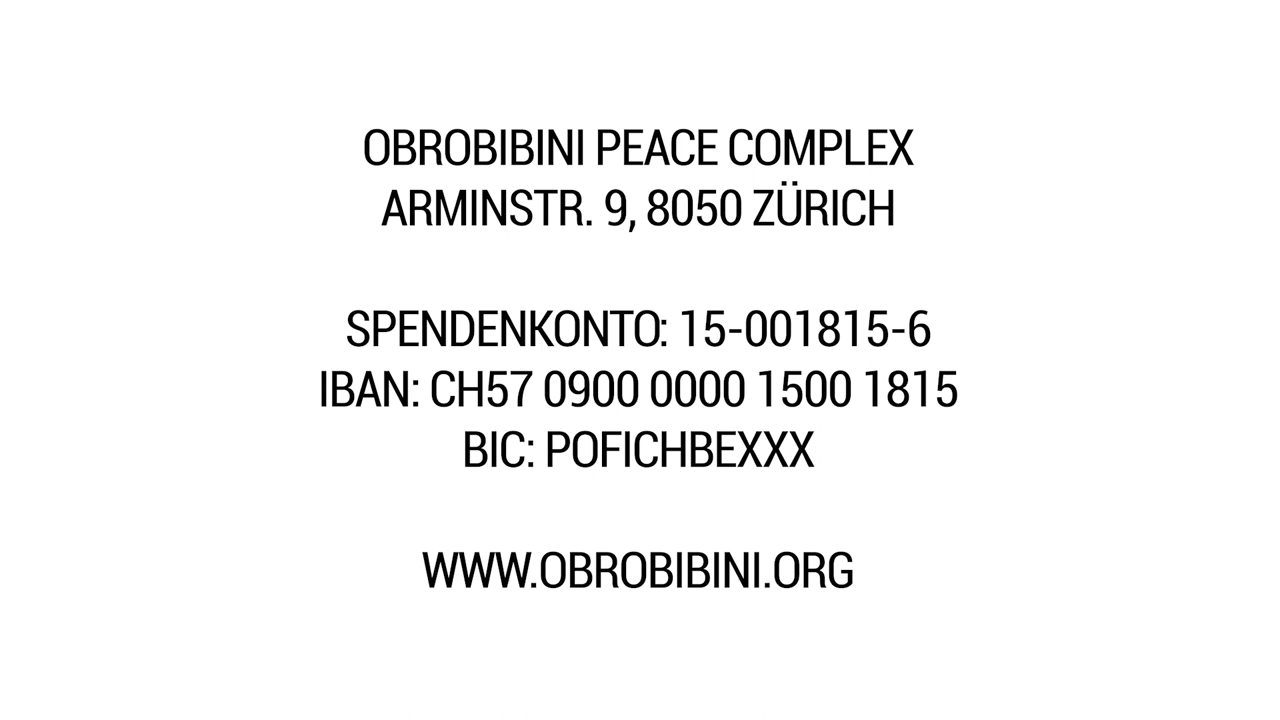 OBROBIBINI PEACE COMPLEX
ARMINSTR. 9, 8050 ZÜRICH
SPENDENKONTO: 15-001815-6
IBAN: CH57 0900 0000 1500 1815
BIC: POFICHBEXXX
WWW.OBROBIBINI.ORG